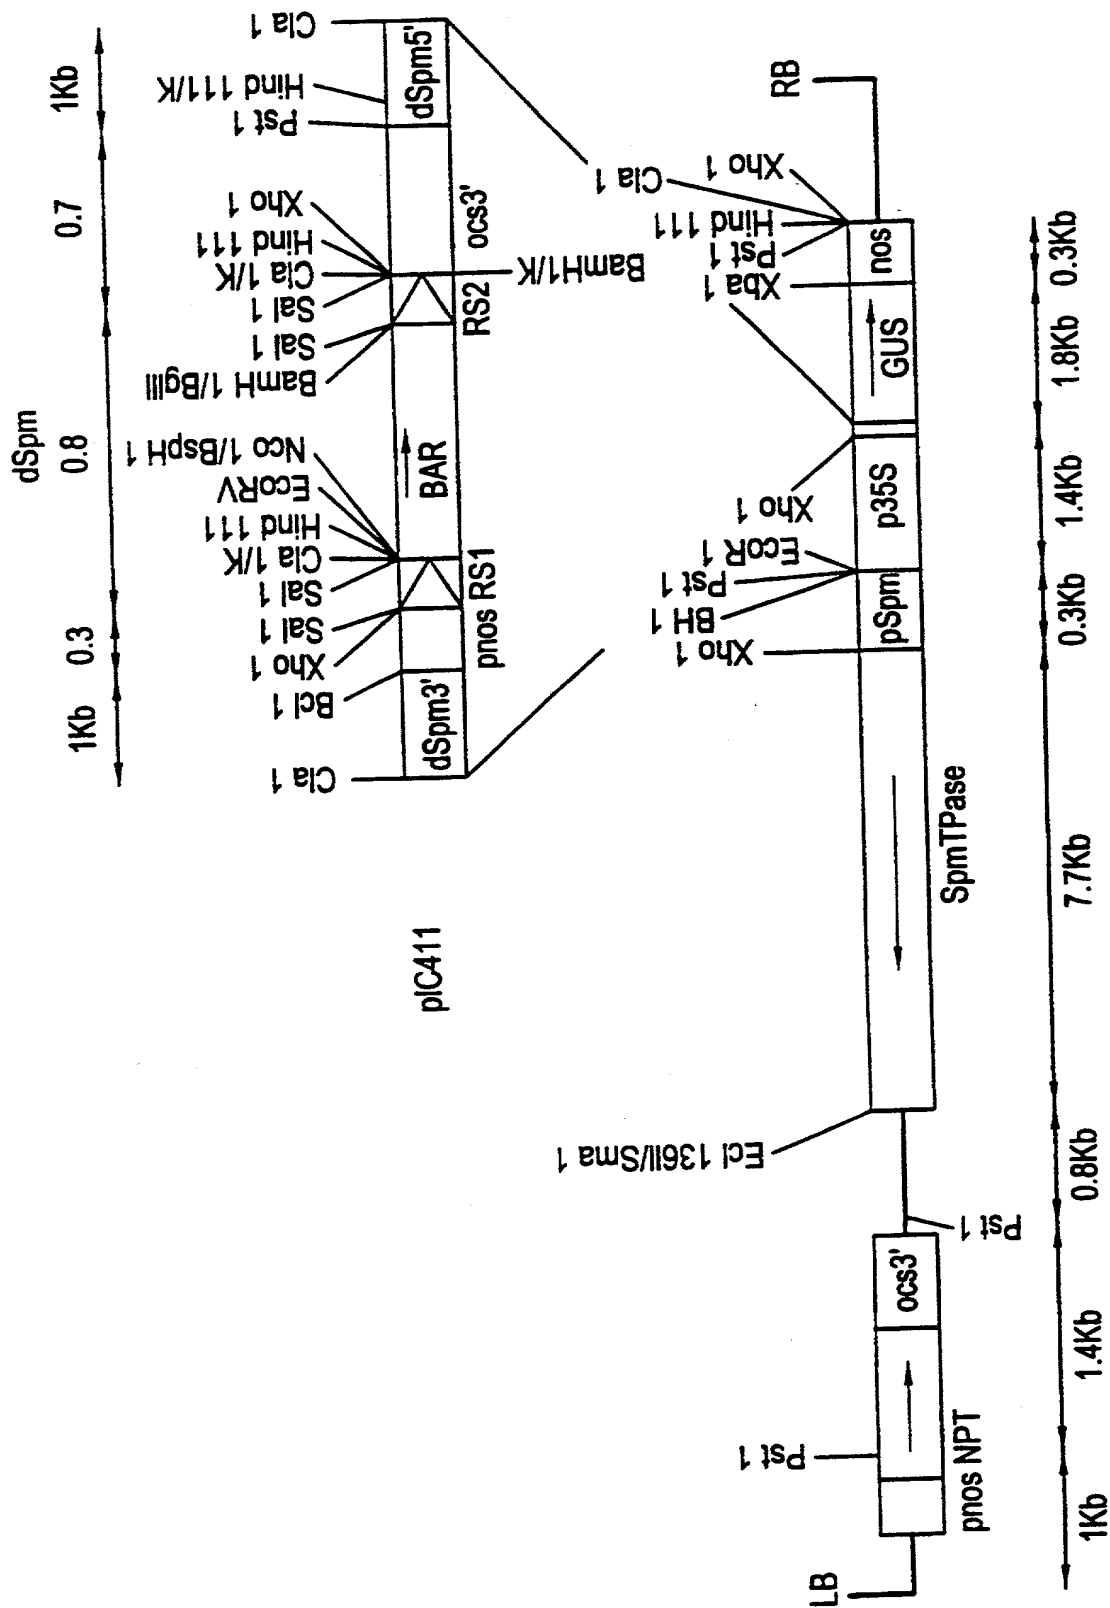 dSpm
1Kb
0.3
0.8
0.7
1Kb
Cla 1
Bcl 1
Xho 1
Sal 1
Sal 1
Cla 1/K
Hind 111
EcoRV
Nco 1/BspH 1
BamH 1/BglII
Sal 1
Sal 1
Cla 1/K
Hind 111
Xho 1
Pst 1
Hind 111/K
Cla 1
dSpm3'
BAR
dSpm5'
pnos RS1
RS2
ocs3'
BamH1/K
pIC411
LB
Pst 1
Pst 1
Ecl 136II/Sma 1
Xho 1
BH 1
Pst 1
EcoR 1
Xho 1
Xba 1
Pst 1
Hind 111
Cla 1
Xho 1
RB
ocs3'
pSpm
p35S
GUS
nos
pnos NPT
SpmTPase
1Kb
1.4Kb
0.8Kb
7.7Kb
0.3Kb
1.4Kb
1.8Kb
0.3Kb